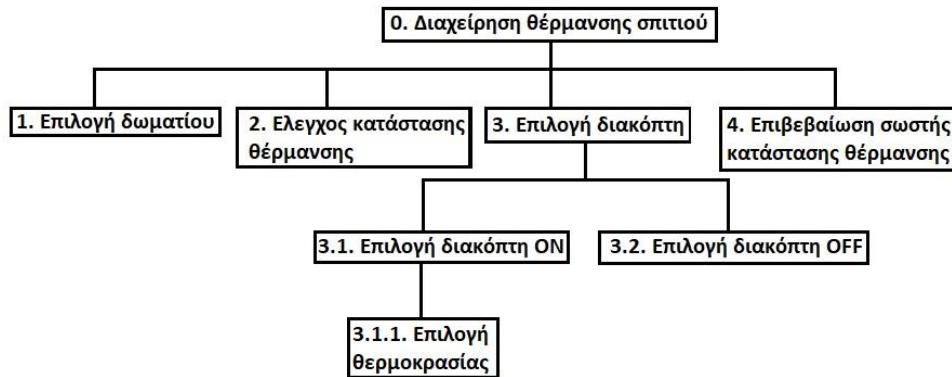 0. Διαχείρηση θέρμανσης σπιτιού
1. Επιλογή δωματίου
2. Ελεγχος κατάστασης
θέρμανσης
3. Επιλογή διακόπτη
4. Επιβεβαίωση σωστής
κατάστασης θέρμανσης
3.1. Επιλογή διακόπτη ON
3.2. Επιλογή διακόπτη OFF
3.1.1. Επιλογή
θερμοκρασίας